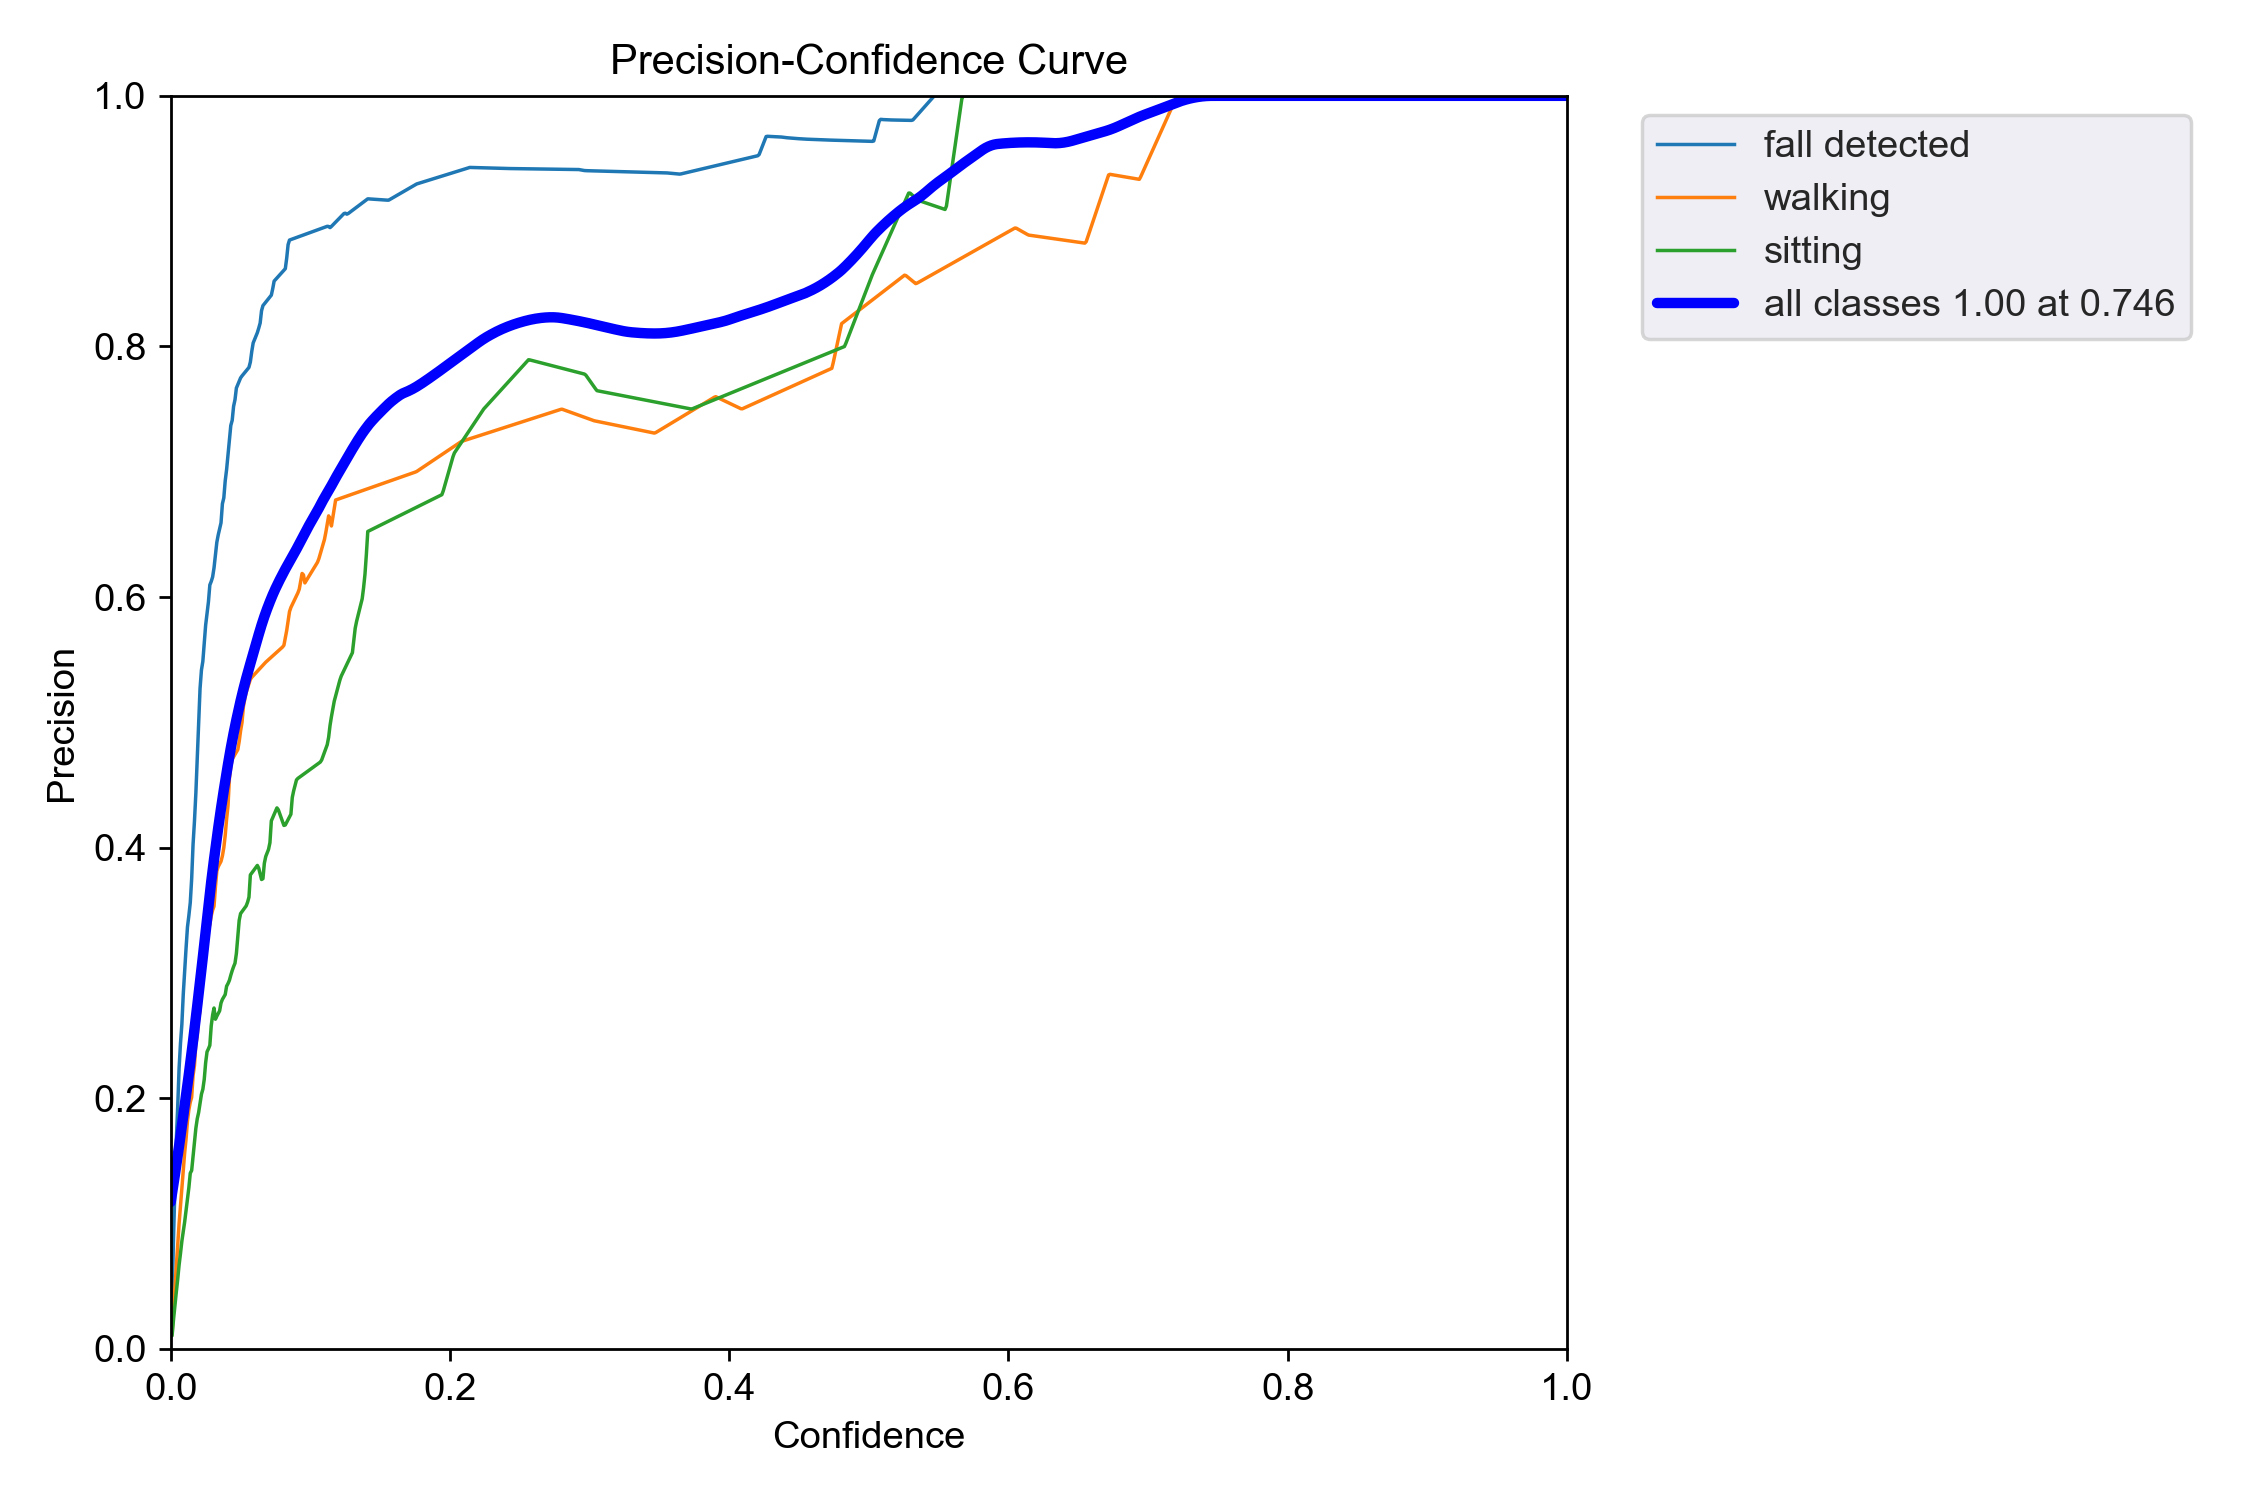 Precision-Confidence Curve
1.0
0.8
0.6
0.4
0.2
0.0
Precision
0.0 0.2 0.4 0.6 0.8 1.0
Confidence
fall detected
walking
sitting
all classes 1.00 at 0.746